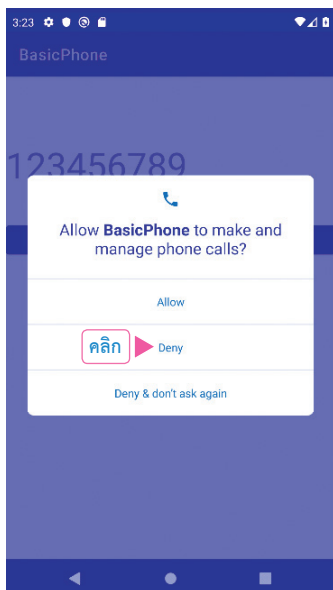 3:23
BasicPhone
123456789
Allow BasicPhone to make and
manage phone calls?
Allow
คลิก Deny
Deny & don't ask again